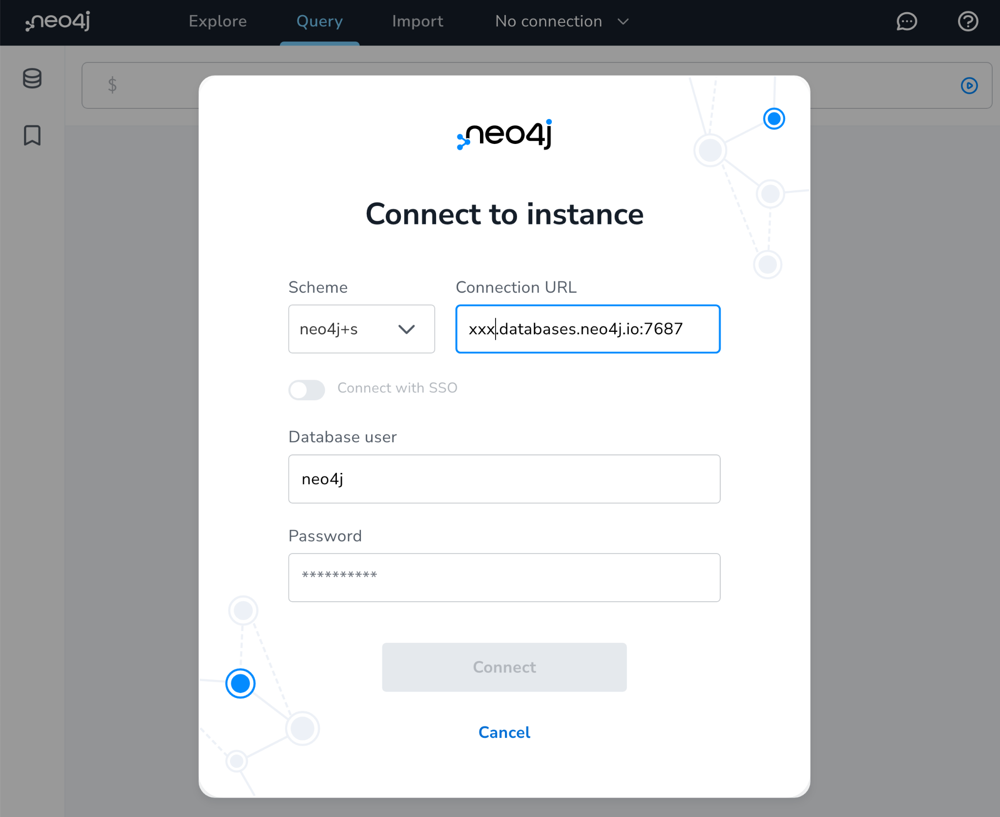 neo4j Explore Query Import No connection
$
neo4j
Connect to instance
Scheme Connection URL
neo4j+s xxx.databases.neo4j.io:7687
Connect with SSO
Database user
neo4j
Password
**********
Connect
Cancel